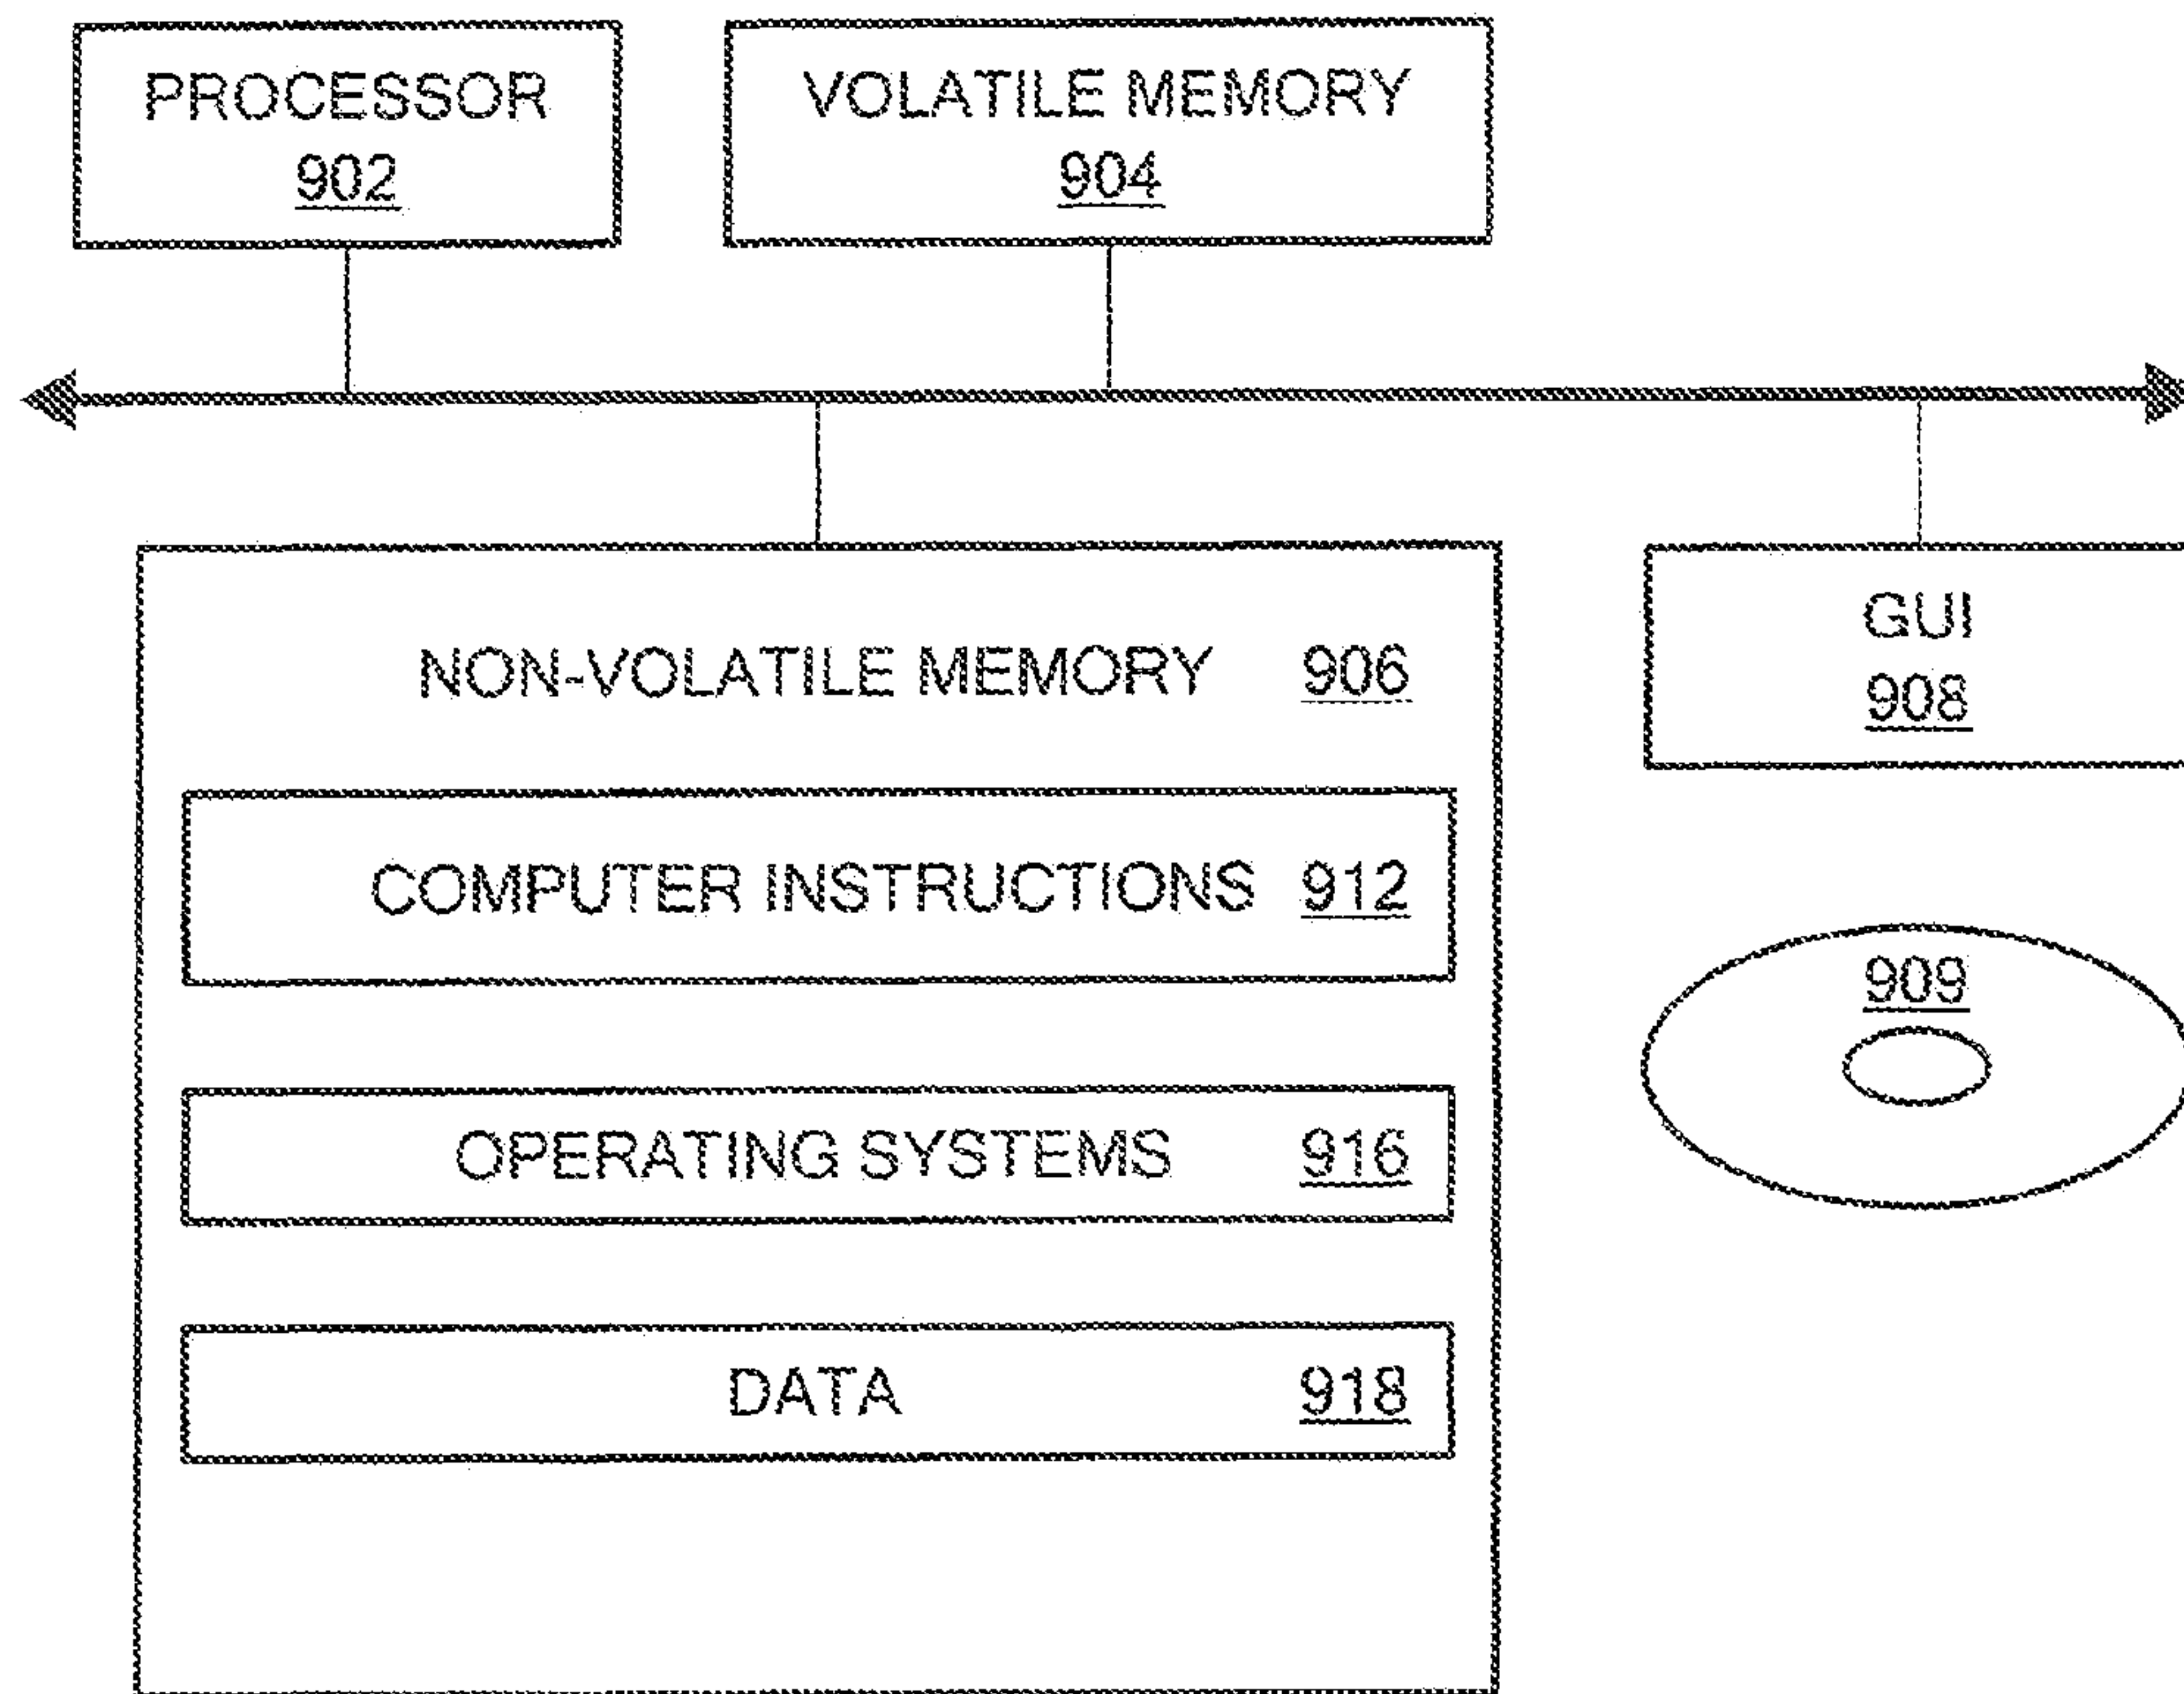 PROCESSOR
902
VOLATILE MEMORY
904
NON-VOLATILE MEMORY 906
GUI
908
COMPUTER INSTRUCTIONS 912
909
OPERATING SYSTEMS 916
DATA 918